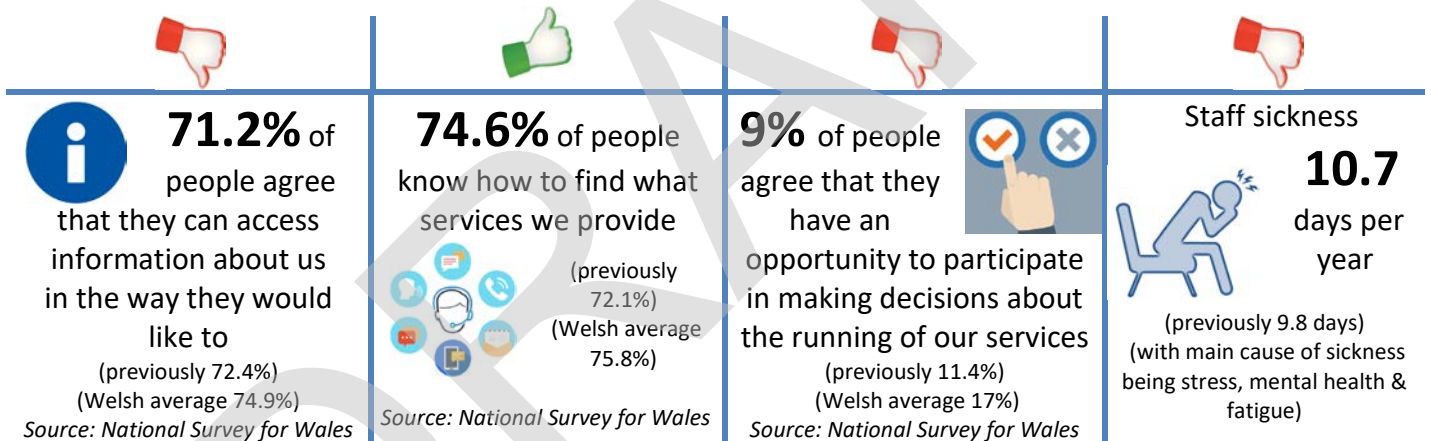 71.2% of
people agree
that they can access
information about us
in the way they would
like to
(previously 72.4%)
(Welsh average 74.9%)
Source: National Survey for Wales
74.6% of people
know how to find what
services we provide
(previously
72.1%)
(Welsh average
75.8%)
Source: National Survey for Wales
9% of people
agree that they
have an
opportunity to participate
in making decisions about
the running of our services
(previously 11.4%)
(Welsh average 17%)
Source: National Survey for Wales
Staff sickness
10.7
days per
year
(previously 9.8 days)
(with main cause of sickness
being stress, mental health &
fatigue)